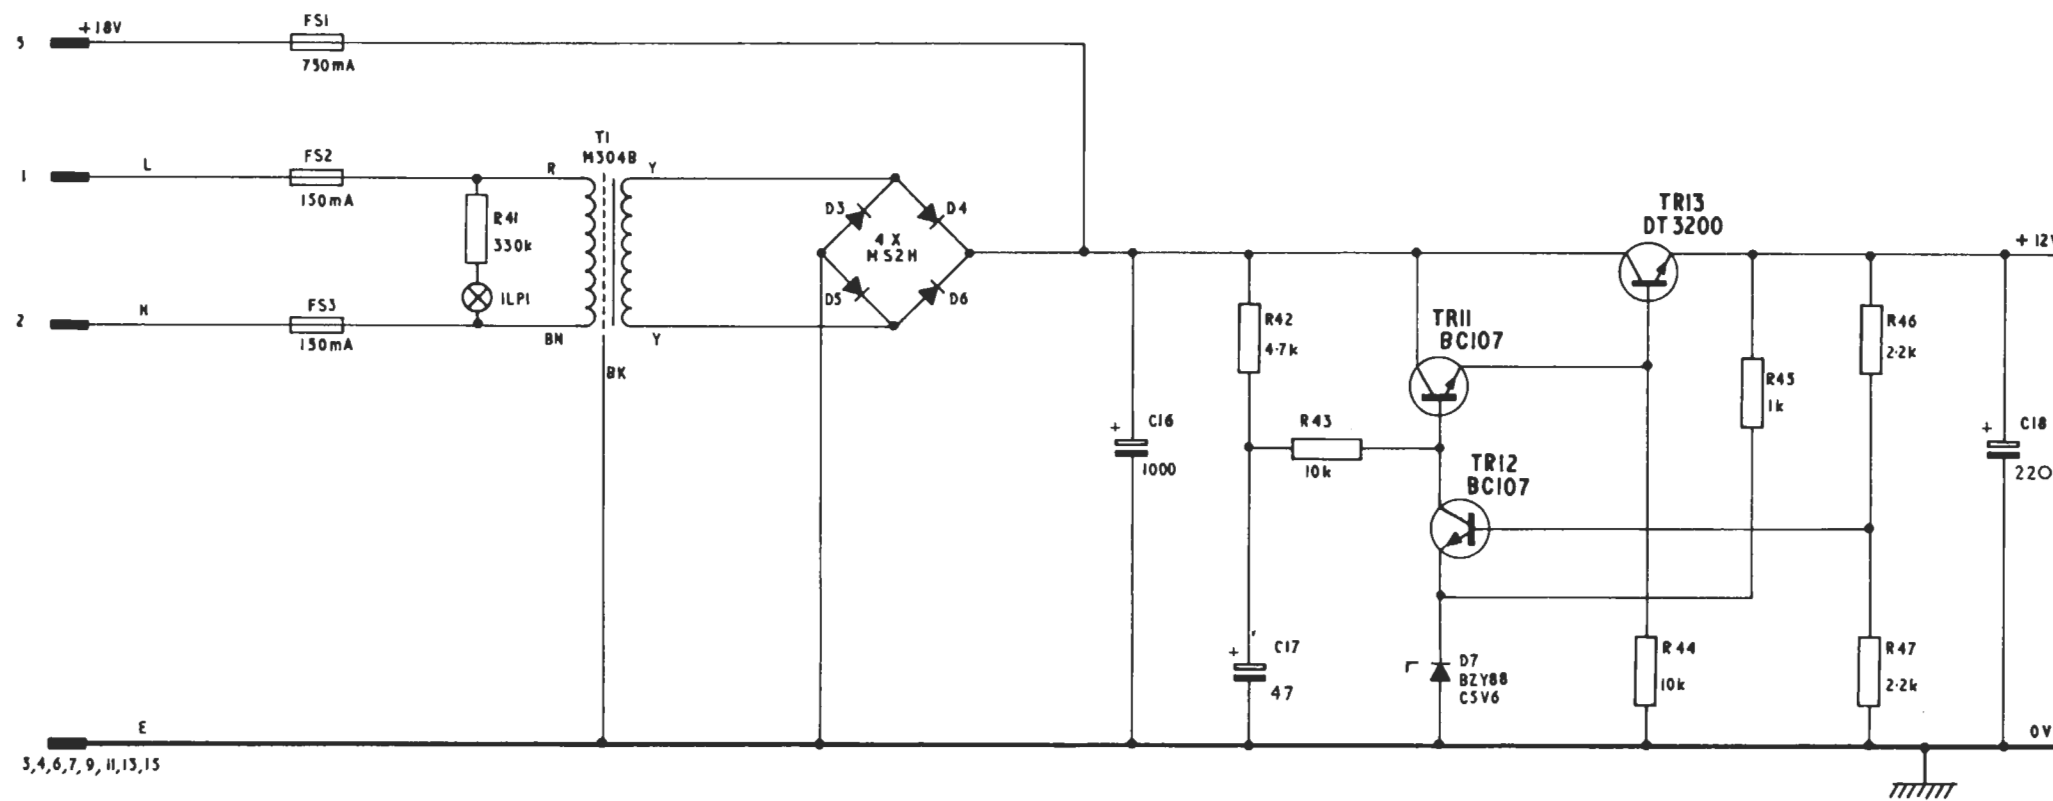 5
+18V
FS1
750mA
1
L
FS2
150mA
R41
330k
ILP1
2
N
FS3
150mA
T1
M304B
R
Y
BN
Y
BK
D3
D4
4 X
MS2H
D5
D6
C16
+
1000
R42
4·7k
R43
10k
+
C17
47
TR11
BC107
TR12
BC107
D7
BZY88
C5V6
TR13
DT3200
R44
10k
R45
1k
R46
2·2k
R47
2·2k
+12V
+
C18
220
0V
E
3,4,6,7,9,11,13,15